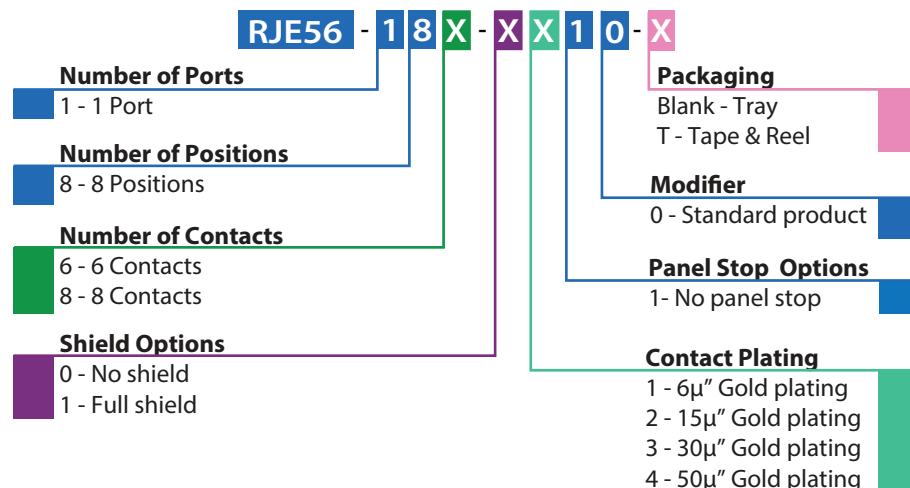 RJE56 - 1 8 X - X X 1 0 - X
Number of Ports
1 - 1 Port
Number of Positions
8 - 8 Positions
Number of Contacts
6 - 6 Contacts
8 - 8 Contacts
Shield Options
0 - No shield
1 - Full shield
Packaging
Blank - Tray
T - Tape & Reel
Modifier
0 - Standard product
Panel Stop Options
1- No panel stop
Contact Plating
1 - 6µ” Gold plating
2 - 15µ” Gold plating
3 - 30µ” Gold plating
4 - 50µ” Gold plating